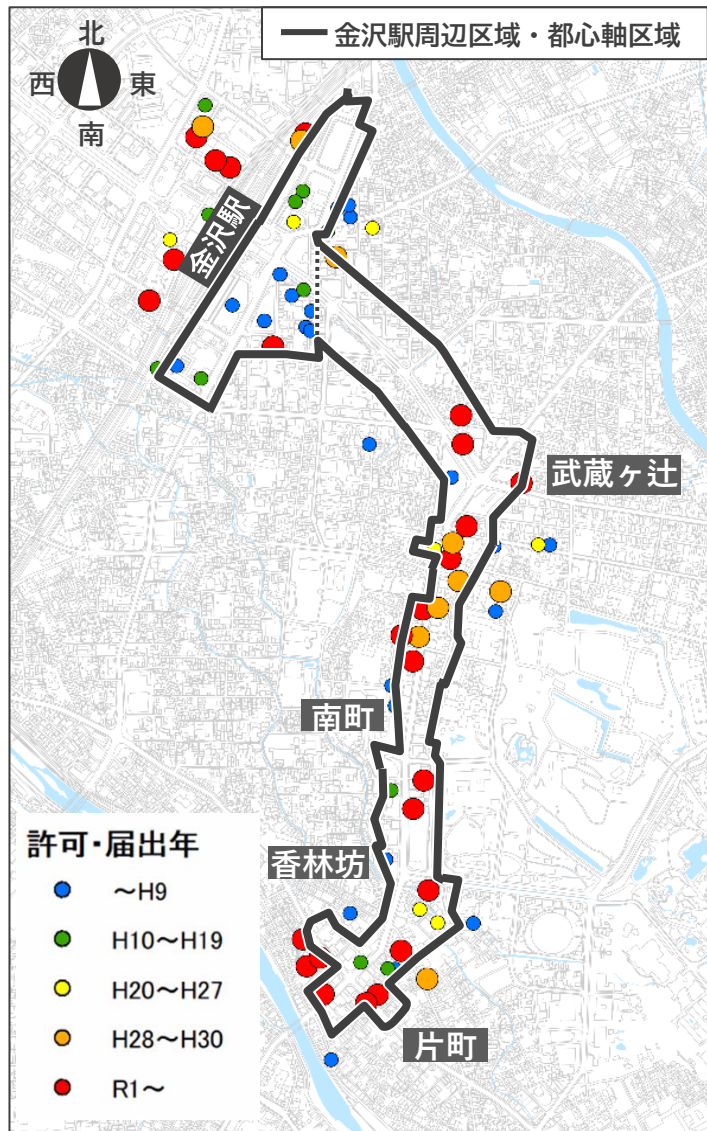 金沢駅周辺区域・都心軸区域
北
西 東
南
金沢駅
武蔵ヶ辻
南町
香林坊
片町
許可・届出年
～H9
H10～H19
H20～H27
H28～H30
R1～